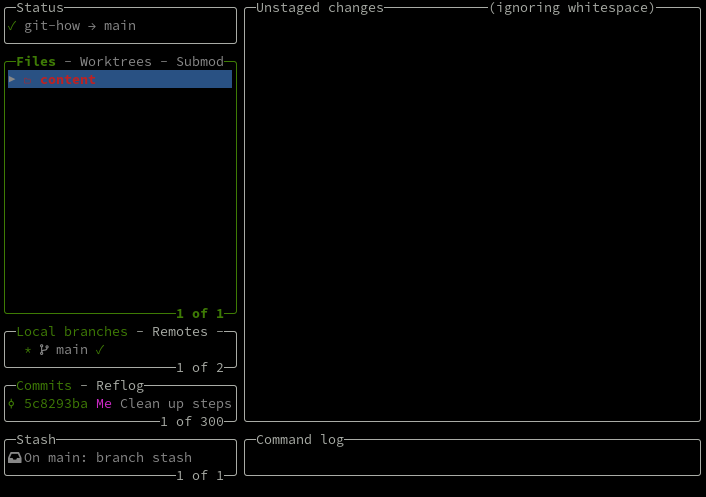 Status
✓ git-how → main
Files - Worktrees - Submod
▶ content
1 of 1
Local branches - Remotes -
* main ✓
1 of 2
Commits - Reflog
5c8293ba Me Clean up steps
1 of 300
Stash
On main: branch stash
1 of 1
Unstaged changes (ignoring whitespace)
Command log